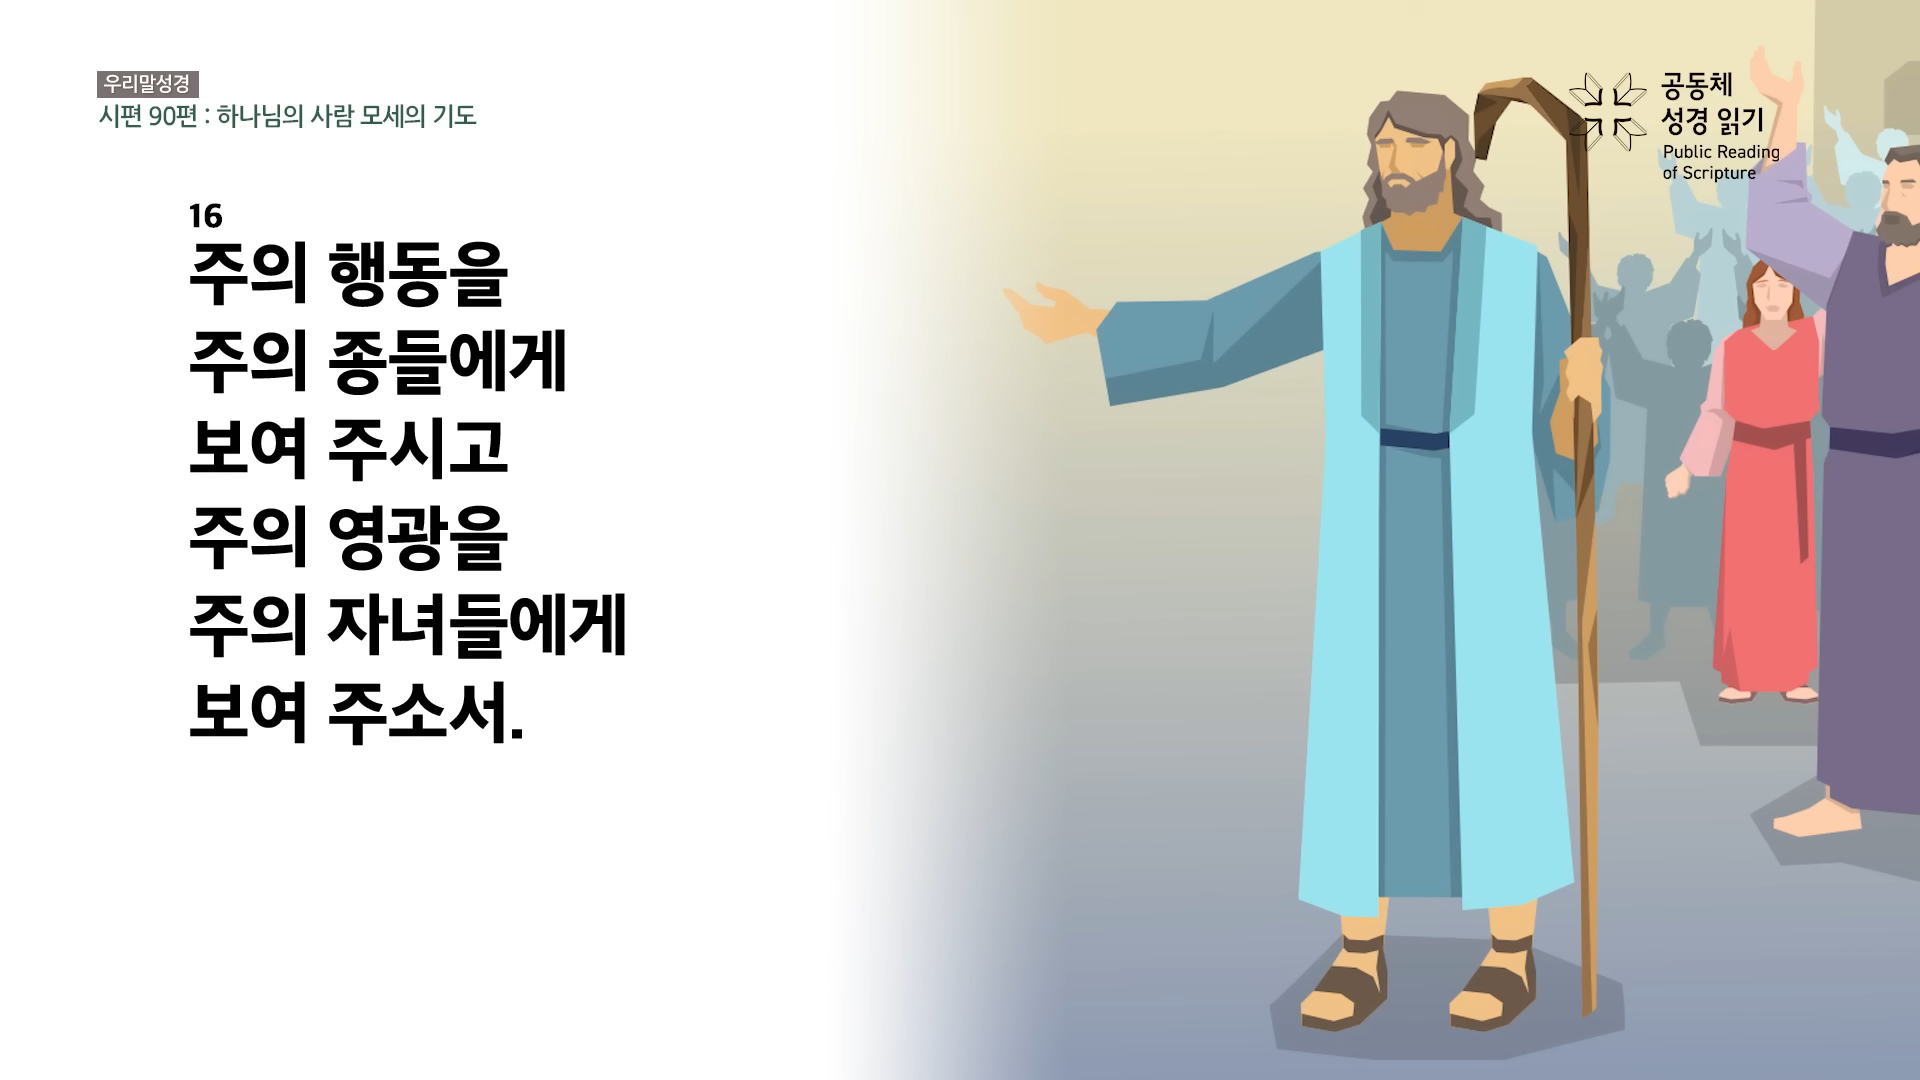 우리말성경
시편 90편 : 하나님의 사람 모세의 기도
16
주의 행동을
주의 종들에게
보여 주시고
주의 영광을
주의 자녀들에게
보여 주소서.
공동체
성경 읽기
Public Reading
of Scripture